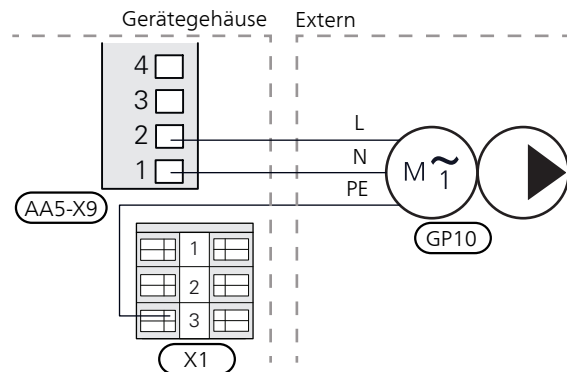 Gerätegehäuse
Extern
4
3
2
1
L
N
PE
M ~
1
AA5-X9
GP10
1
2
3
X1